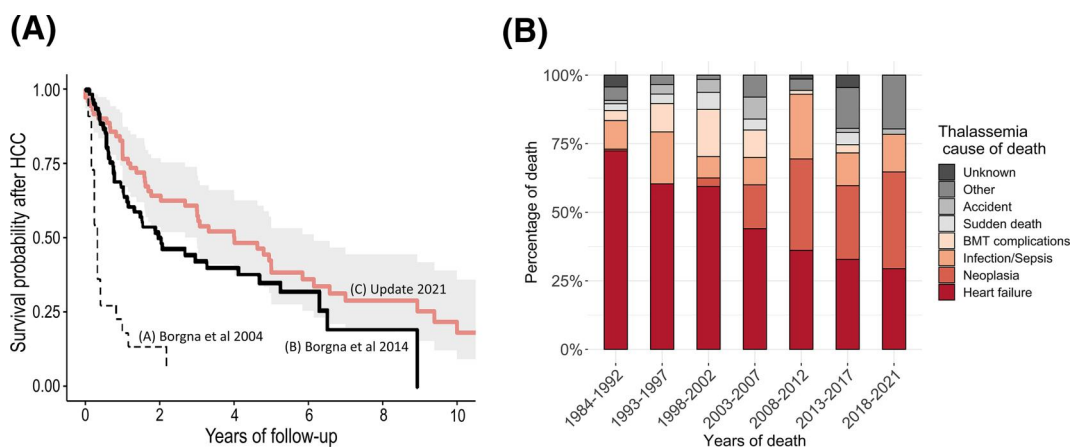 (A)
1.00
0.75
0.50
0.25
0.00
Survival probability after HCC
0
2
4
6
8
10
Years of follow-up
(A) Borgna et al 2004
(B) Borgna et al 2014
(C) Update 2021
(B)
100%
75%
50%
25%
0%
Percentage of death
1984-1992
1993-1997
1998-2002
2003-2007
2008-2012
2013-2017
2018-2021
Years of death
Thalassemia
cause of death
Unknown
Other
Accident
Sudden death
BMT complications
Infection/Sepsis
Neoplasia
Heart failure